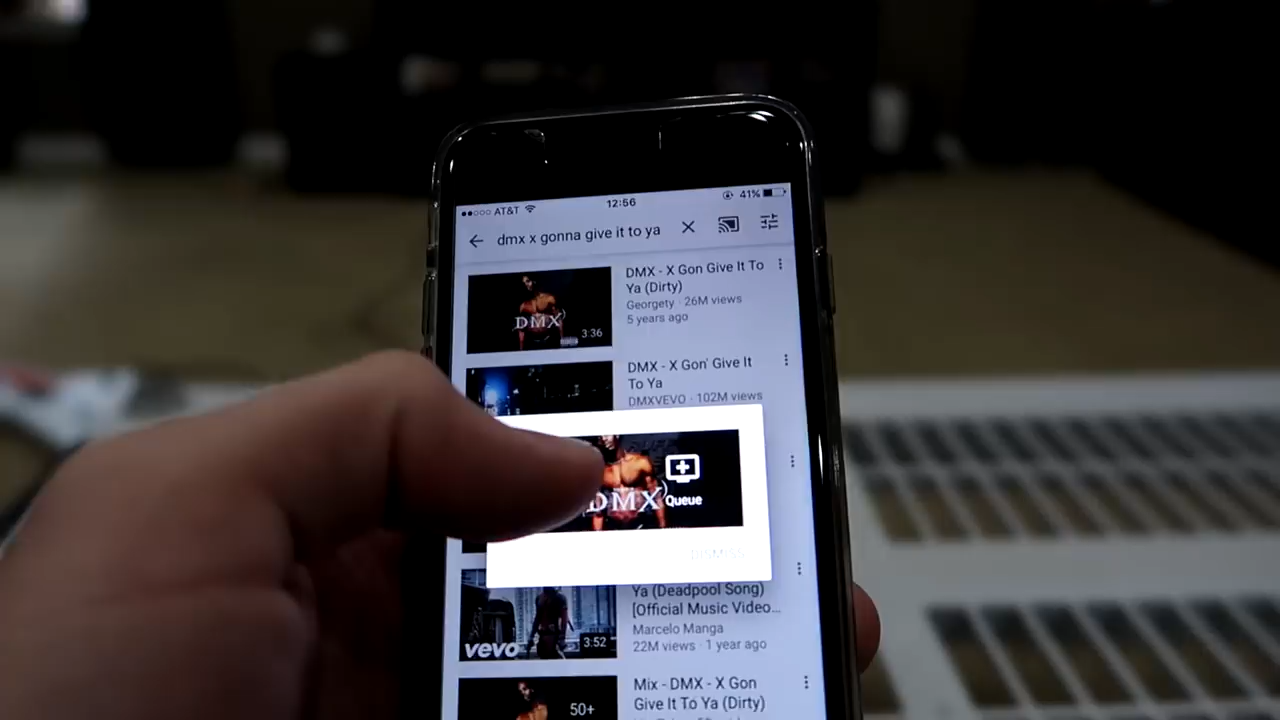 AT&T 12:56 41%
dmx x gonna give it to ya
DMX - X Gon Give It To
Ya (Dirty)
Georgety · 26M views
5 years ago
DMX
3:36
DMX - X Gon' Give It
To Ya
DMXVEVO · 102M views
DMX
Queue
DISMISS
Ya (Deadpool Song)
[Official Music Video...
Marcelo Manga
22M views · 1 year ago
vevo
3:52
Mix - DMX - X Gon
Give It To Ya (Dirty)
50+